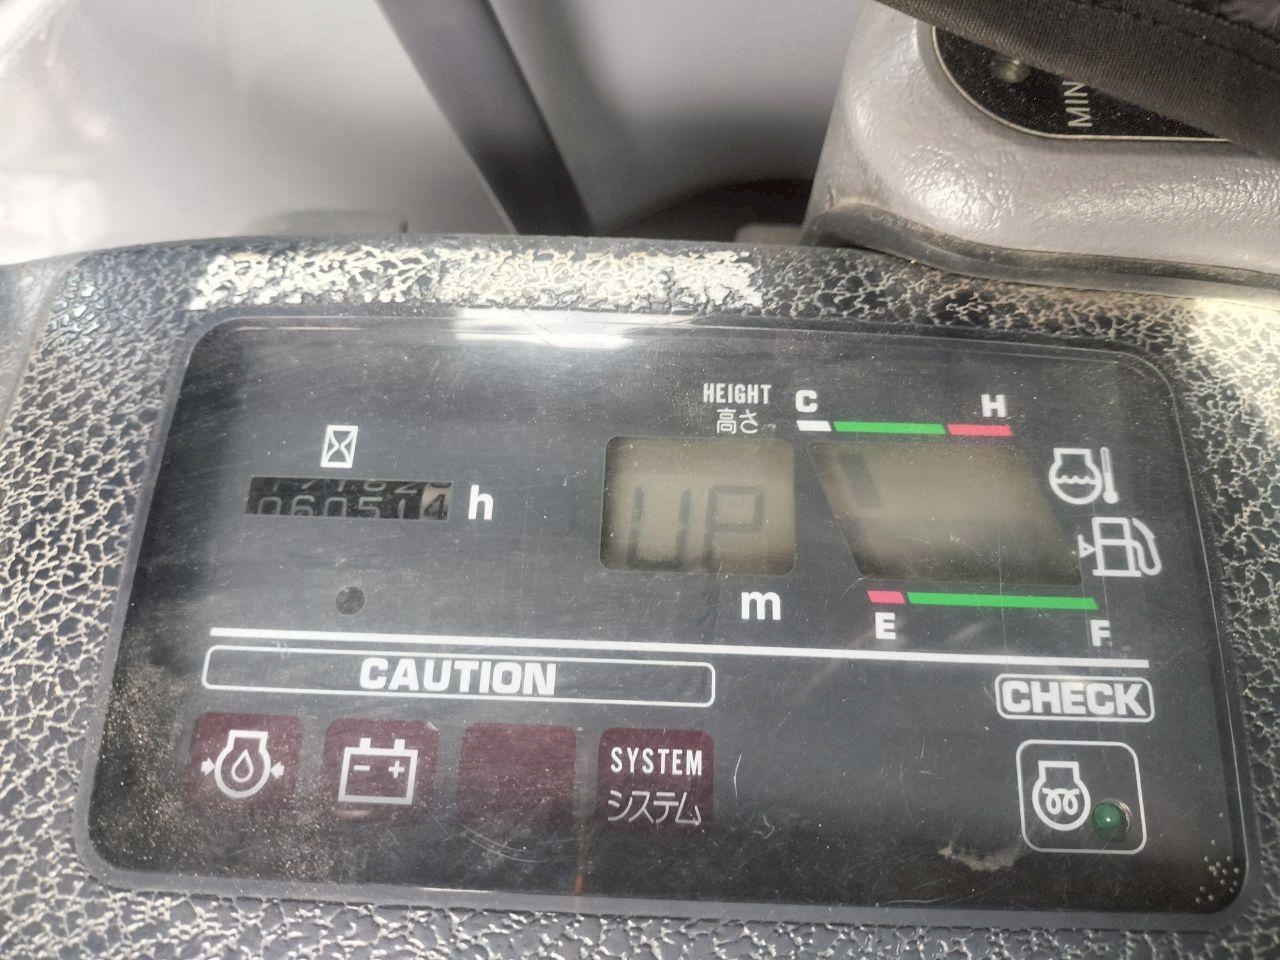 MIN
HEIGHT
高さ
C H
060514 h
UP
m
E F
CAUTION
CHECK
SYSTEM
システム